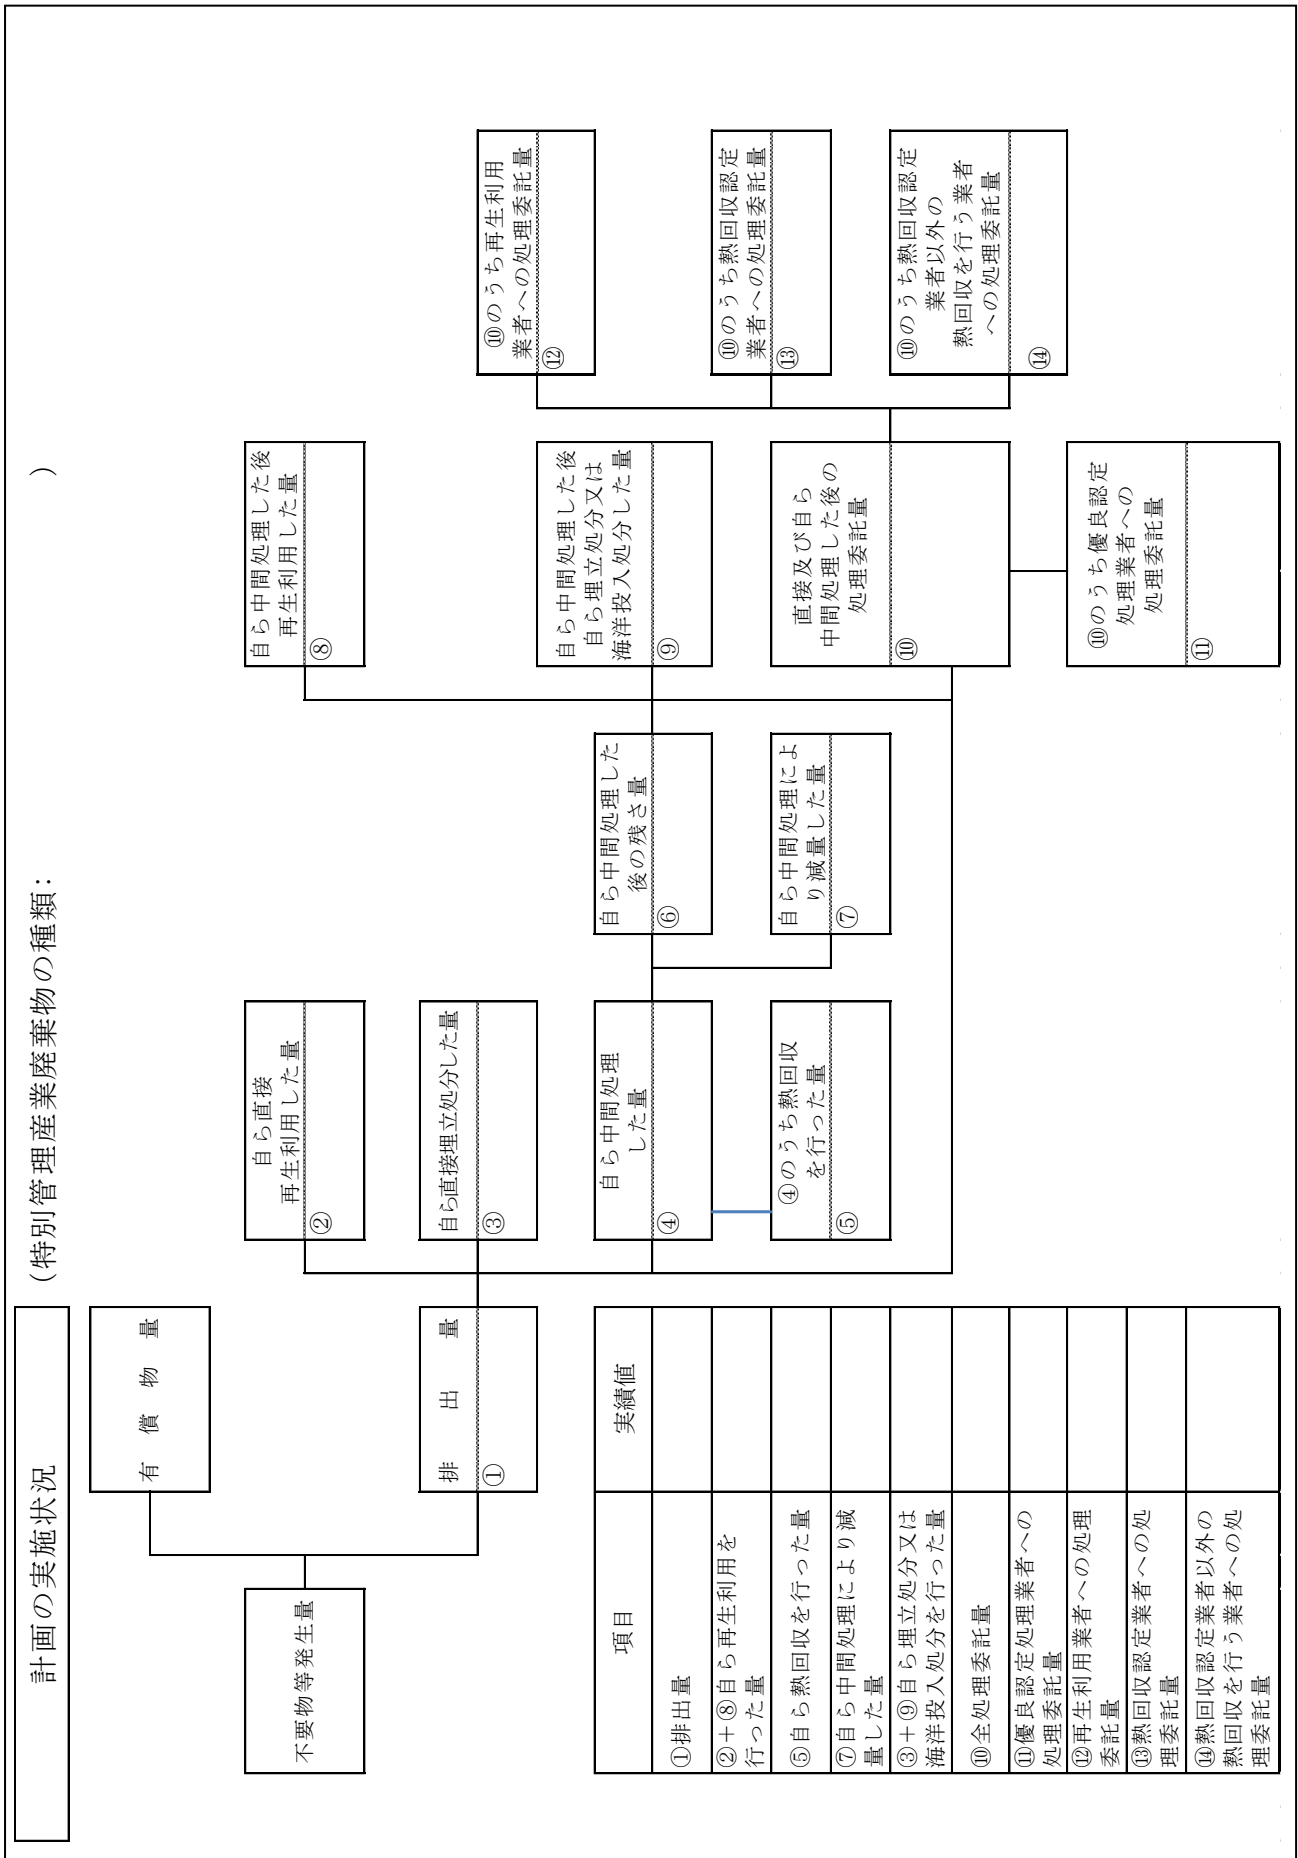 計画の実施状況
(特別管理産業廃棄物の種類:　　　　　　　　　　)
不要物等発生量
有償物量
排出量
①
自ら直接
再生利用した量
②
自ら直接埋立処分した量
③
自ら中間処理
した量
④
④のうち熱回収
を行った量
⑤
自ら中間処理した
後の残さ量
⑥
自ら中間処理によ
り減量した量
⑦
自ら中間処理した後
再生利用した量
⑧
自ら中間処理した後
自ら埋立処分又は
海洋投入処分した量
⑨
直接及び自ら
中間処理した後の
処理委託量
⑩
⑩のうち優良認定
処理業者への
処理委託量
⑪
⑩のうち再生利用
業者への処理委託量
⑫
⑩のうち熱回収認定
業者への処理委託量
⑬
⑩のうち熱回収認定
業者以外の
熱回収を行う業者
への処理委託量
⑭
項目
実績値
①排出量
②+⑧自ら再生利用を
行った量
⑤自ら熱回収を行った量
⑦自ら中間処理により減
量した量
③+⑨自ら埋立処分又は
海洋投入処分を行った量
⑩全処理委託量
⑪優良認定処理業者への
処理委託量
⑫再生利用業者への処理
委託量
⑬熱回収認定業者への処
理委託量
⑭熱回収認定業者以外の
熱回収を行う業者への処
理委託量